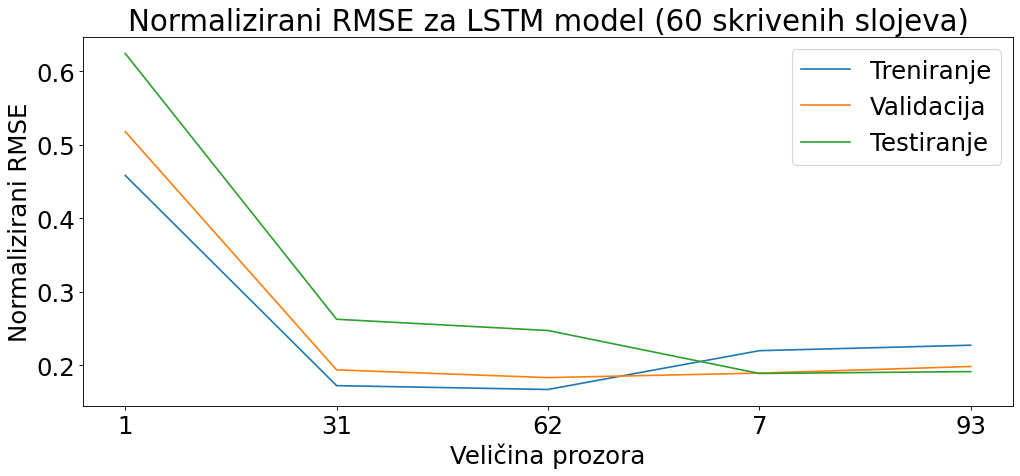 Normalizirani RMSE za LSTM model (60 skrivenih slojeva)
Treniranje
Validacija
Testiranje
Normalizirani RMSE
0.6
0.5
0.4
0.3
0.2
1 31 62 7 93
Veličina prozora